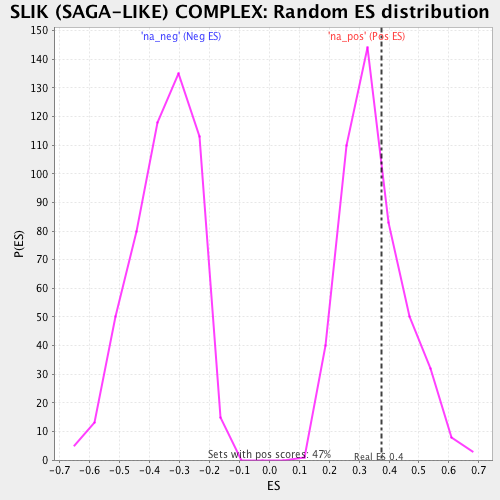 SLIK (SAGA-LIKE) COMPLEX: Random ES distribution
'na_neg' (Neg ES) 'na_pos' (Pos ES)
150
140
130
120
110
100
90
80
70
60
50
40
30
20
10
0
P(ES)
Sets with pos scores: 47%
Real ES 0.4
-0.7 -0.6 -0.5 -0.4 -0.3 -0.2 -0.1 0.0 0.1 0.2 0.3 0.4 0.5 0.6 0.7
ES